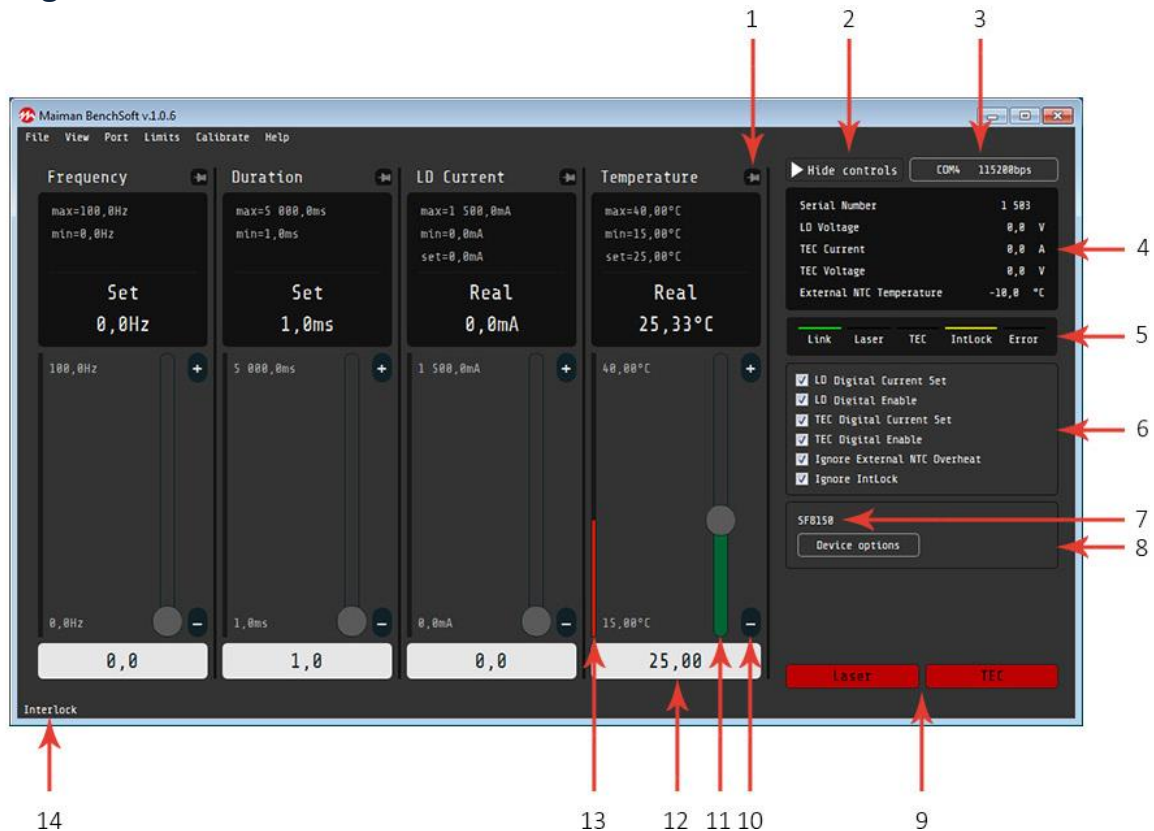 1 2 3
Maiman BenchSoft v.1.0.6
File View Port Limits Calibrate Help
Frequency
max=100,0Hz
min=0,0Hz
Set
0,0Hz
100,0Hz
+
0,0Hz
−
0,0
Duration
max=5 000,0ms
min=1,0ms
Set
1,0ms
5 000,0ms
+
1,0ms
−
1,0
LD Current
max=1 500,0mA
min=0,0mA
set=0,0mA
Real
0,0mA
1 500,0mA
+
0,0mA
−
0,0
Temperature
max=40,00°C
min=15,00°C
set=25,00°C
Real
25,33°C
40,00°C
+
15,00°C
−
25,00
Hide controls
COM4 115200bps
Serial Number 1 503
LD Voltage 0,0 V
TEC Current 0,0 A
TEC Voltage 0,0 V
External NTC Temperature -10,0 °C
4
Link Laser TEC IntLock Error
5
LD Digital Current Set
LD Digital Enable
TEC Digital Current Set
TEC Digital Enable
Ignore External NTC Overheat
Ignore IntLock
6
SF8150
7
Device options
8
Laser TEC
Interlock
14 13 12 11 10 9